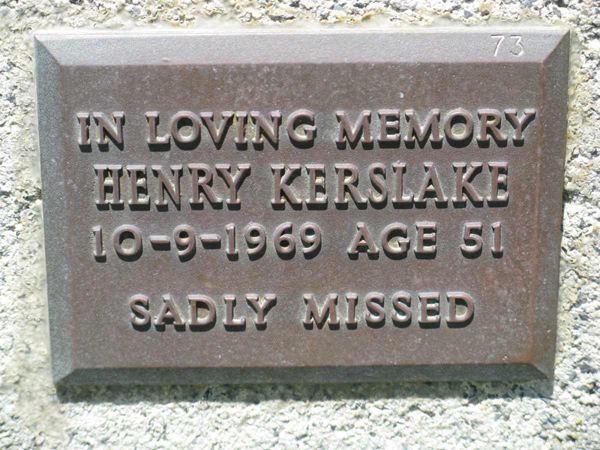 73
IN LOVING MEMORY
HENRY KERSLAKE
10-9-1969 AGE 51
SADLY MISSED